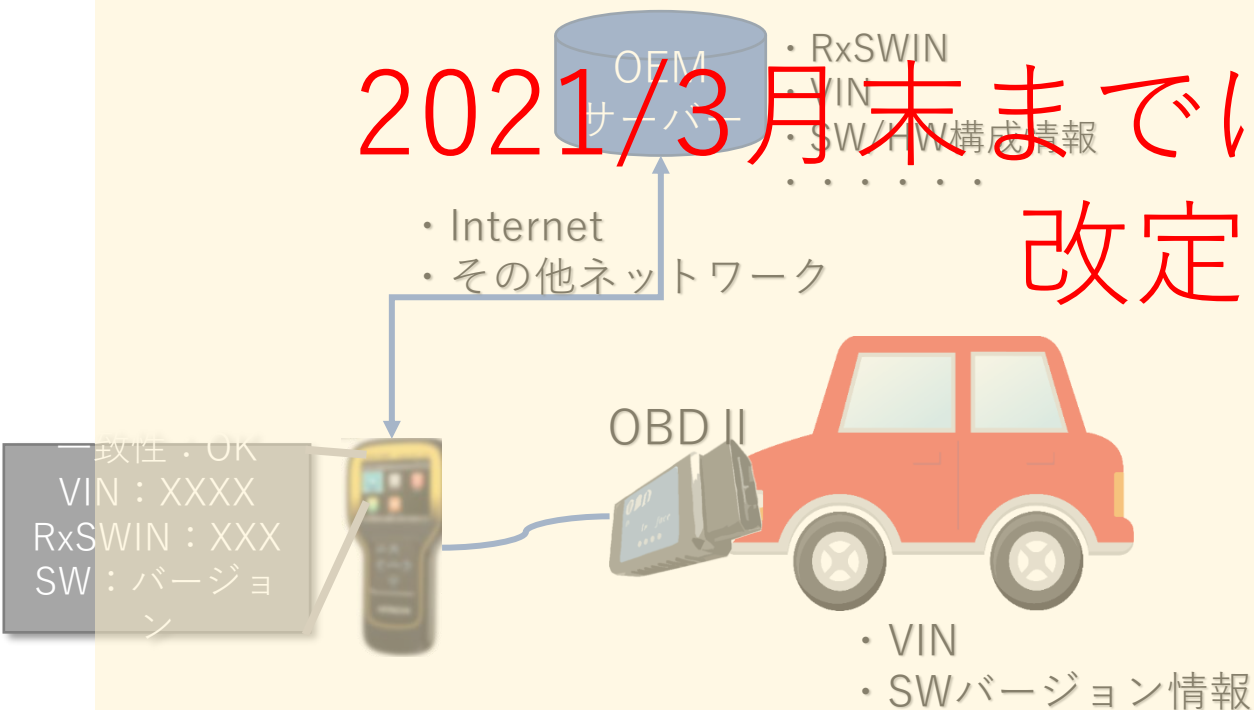 OEM
サーバー
・RxSWIN
・VIN
・SW/HW構成情報
・・・・・・
2021/3月末までに
改定
・Internet
・その他ネットワーク
OBDⅡ
一致性：OK
VIN：XXXX
RxSWIN：XXX
SW：バージョ
ン
OBD
・VIN
・SWバージョン情報